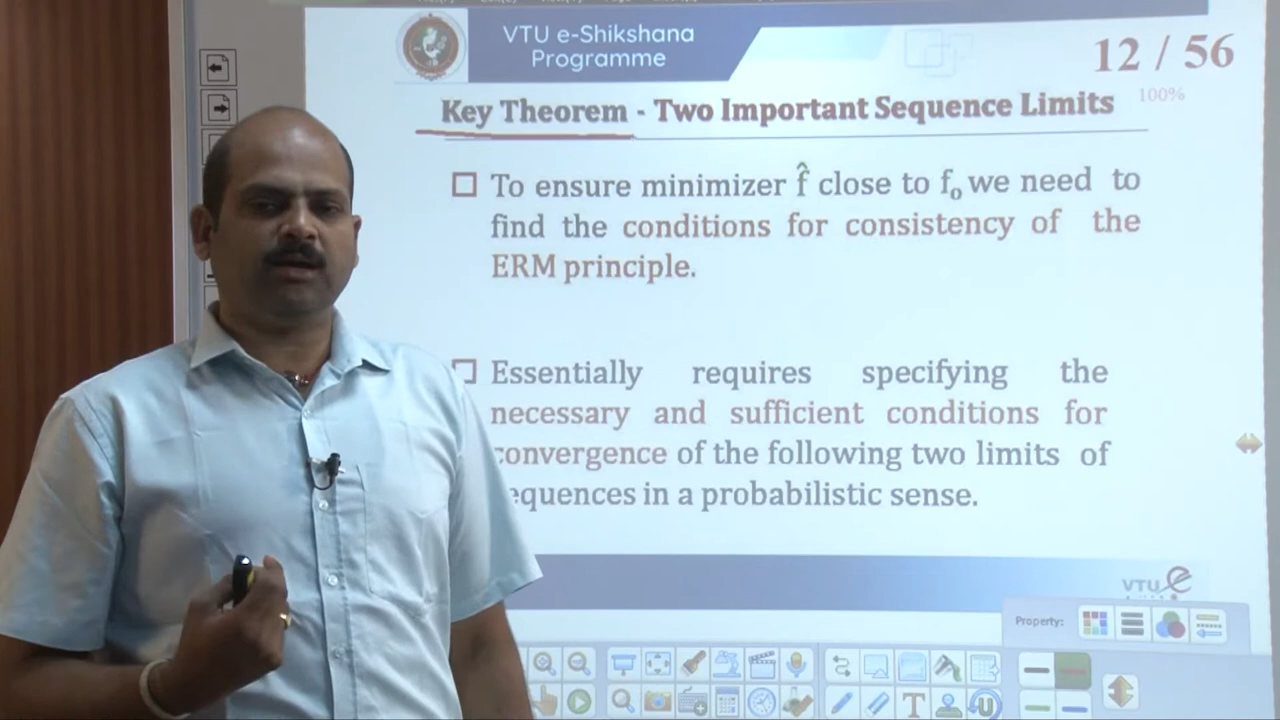 VTU e-Shikshana
Programme
12 / 56
100%
Key Theorem - Two Important Sequence Limits
To ensure minimizer f̂ close to fₒ we need to
find the conditions for consistency of the
ERM principle.
Essentially requires specifying the
necessary and sufficient conditions for
convergence of the following two limits of
sequences in a probabilistic sense.
VTU e
Property:
T